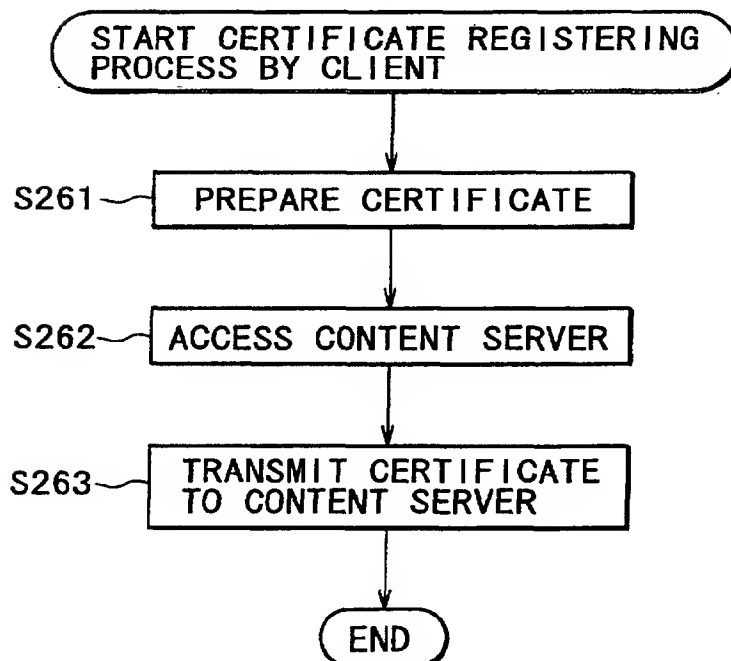 START CERTIFICATE REGISTERING
PROCESS BY CLIENT
S261
PREPARE CERTIFICATE
S262
ACCESS CONTENT SERVER
S263
TRANSMIT CERTIFICATE
TO CONTENT SERVER
END